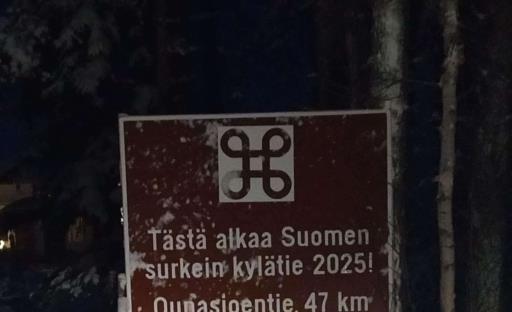 Tästä alkaa Suomen
surkein kylätie 2025!
Ounasjoentie, 47 km